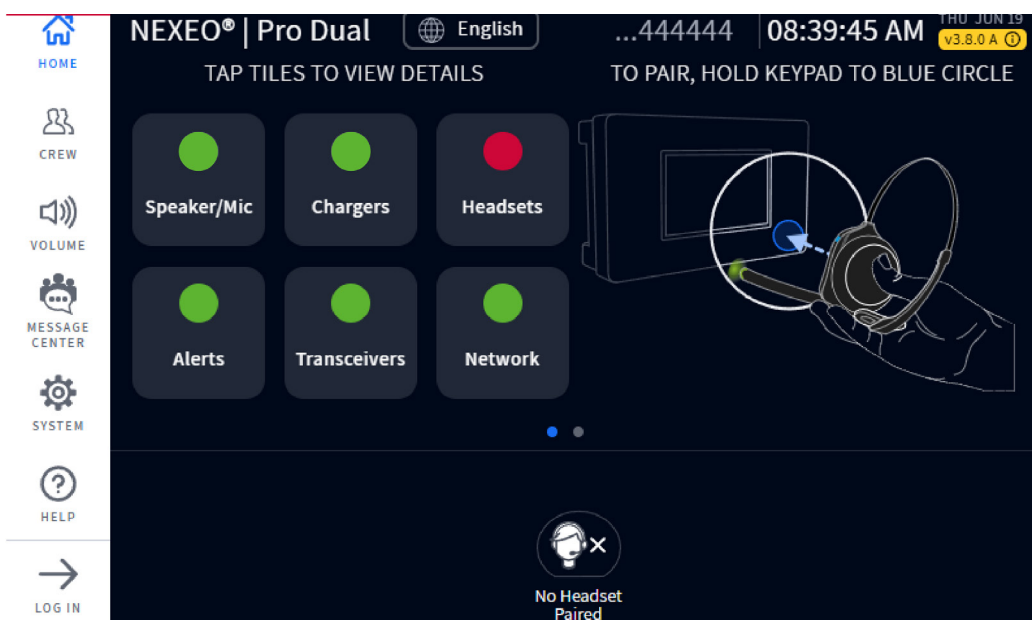 HOME
CREW
VOLUME
MESSAGE
CENTER
SYSTEM
HELP
LOG IN
NEXEO® | Pro Dual
English
...444444
08:39:45 AM
THU JUN 19
v3.8.0 A
TAP TILES TO VIEW DETAILS
TO PAIR, HOLD KEYPAD TO BLUE CIRCLE
Speaker/Mic
Chargers
Headsets
Alerts
Transceivers
Network
No Headset
Paired